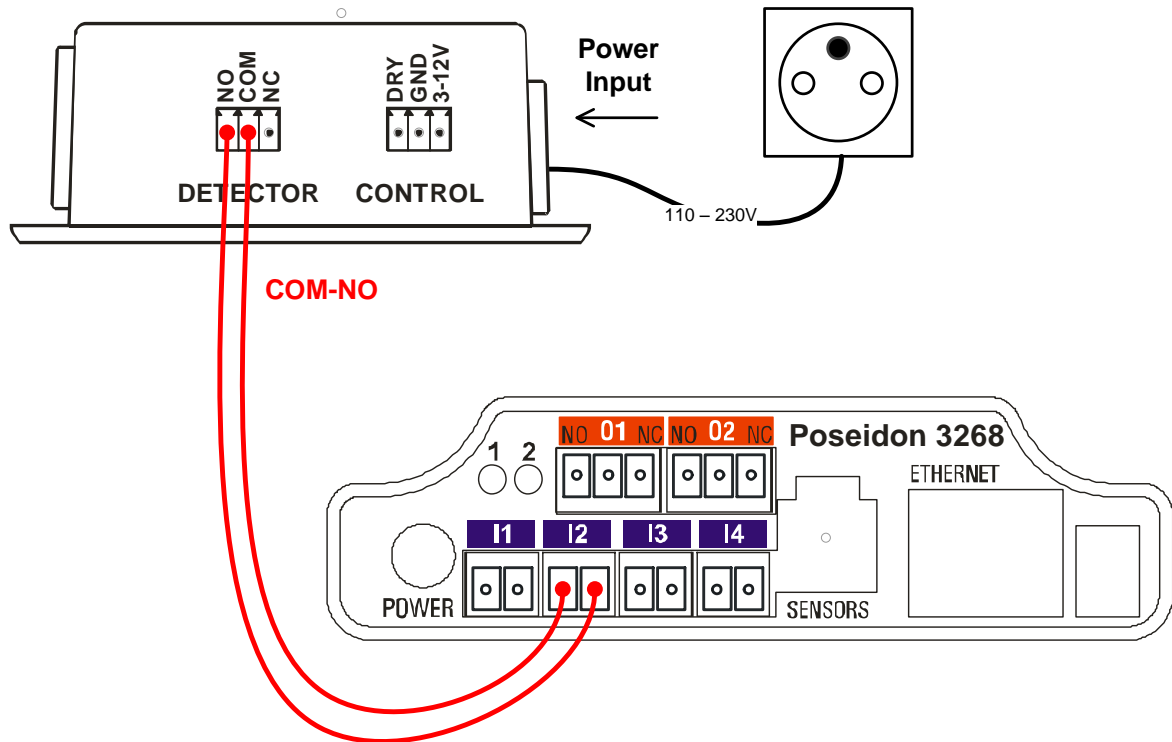 Power
Input
NO
COM
NC
DRY
GND
3-12V
DETECTOR
CONTROL
110 – 230V
COM-NO
NO 01 NC
NO 02 NC
Poseidon 3268
1 2
ETHERNET
I1
I2
I3
I4
POWER
SENSORS